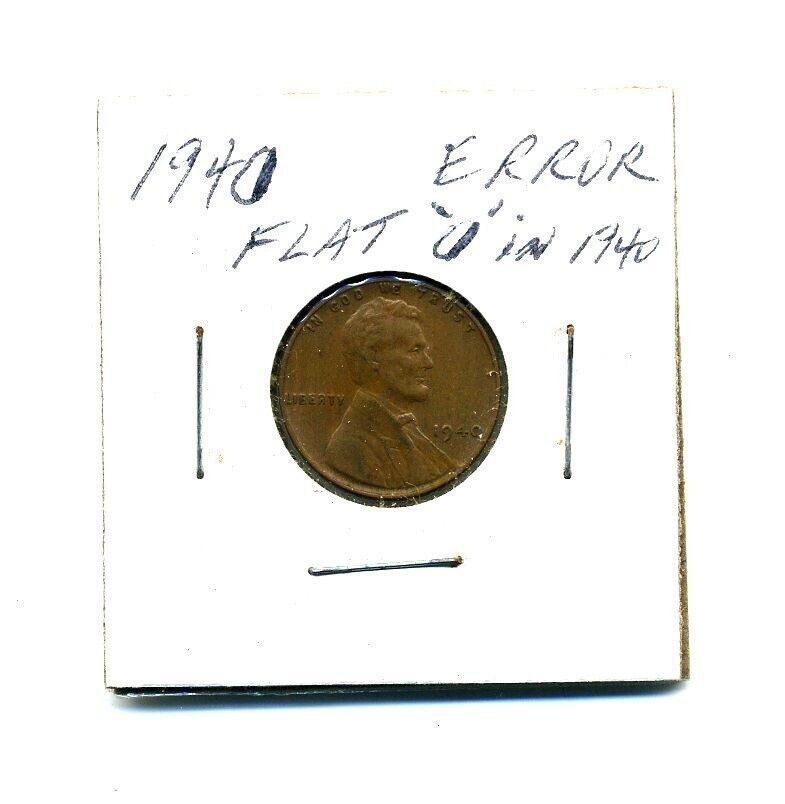 1940 ERROR
FLAT "0" IN 1940
IN GOD WE TRUST
LIBERTY
1940